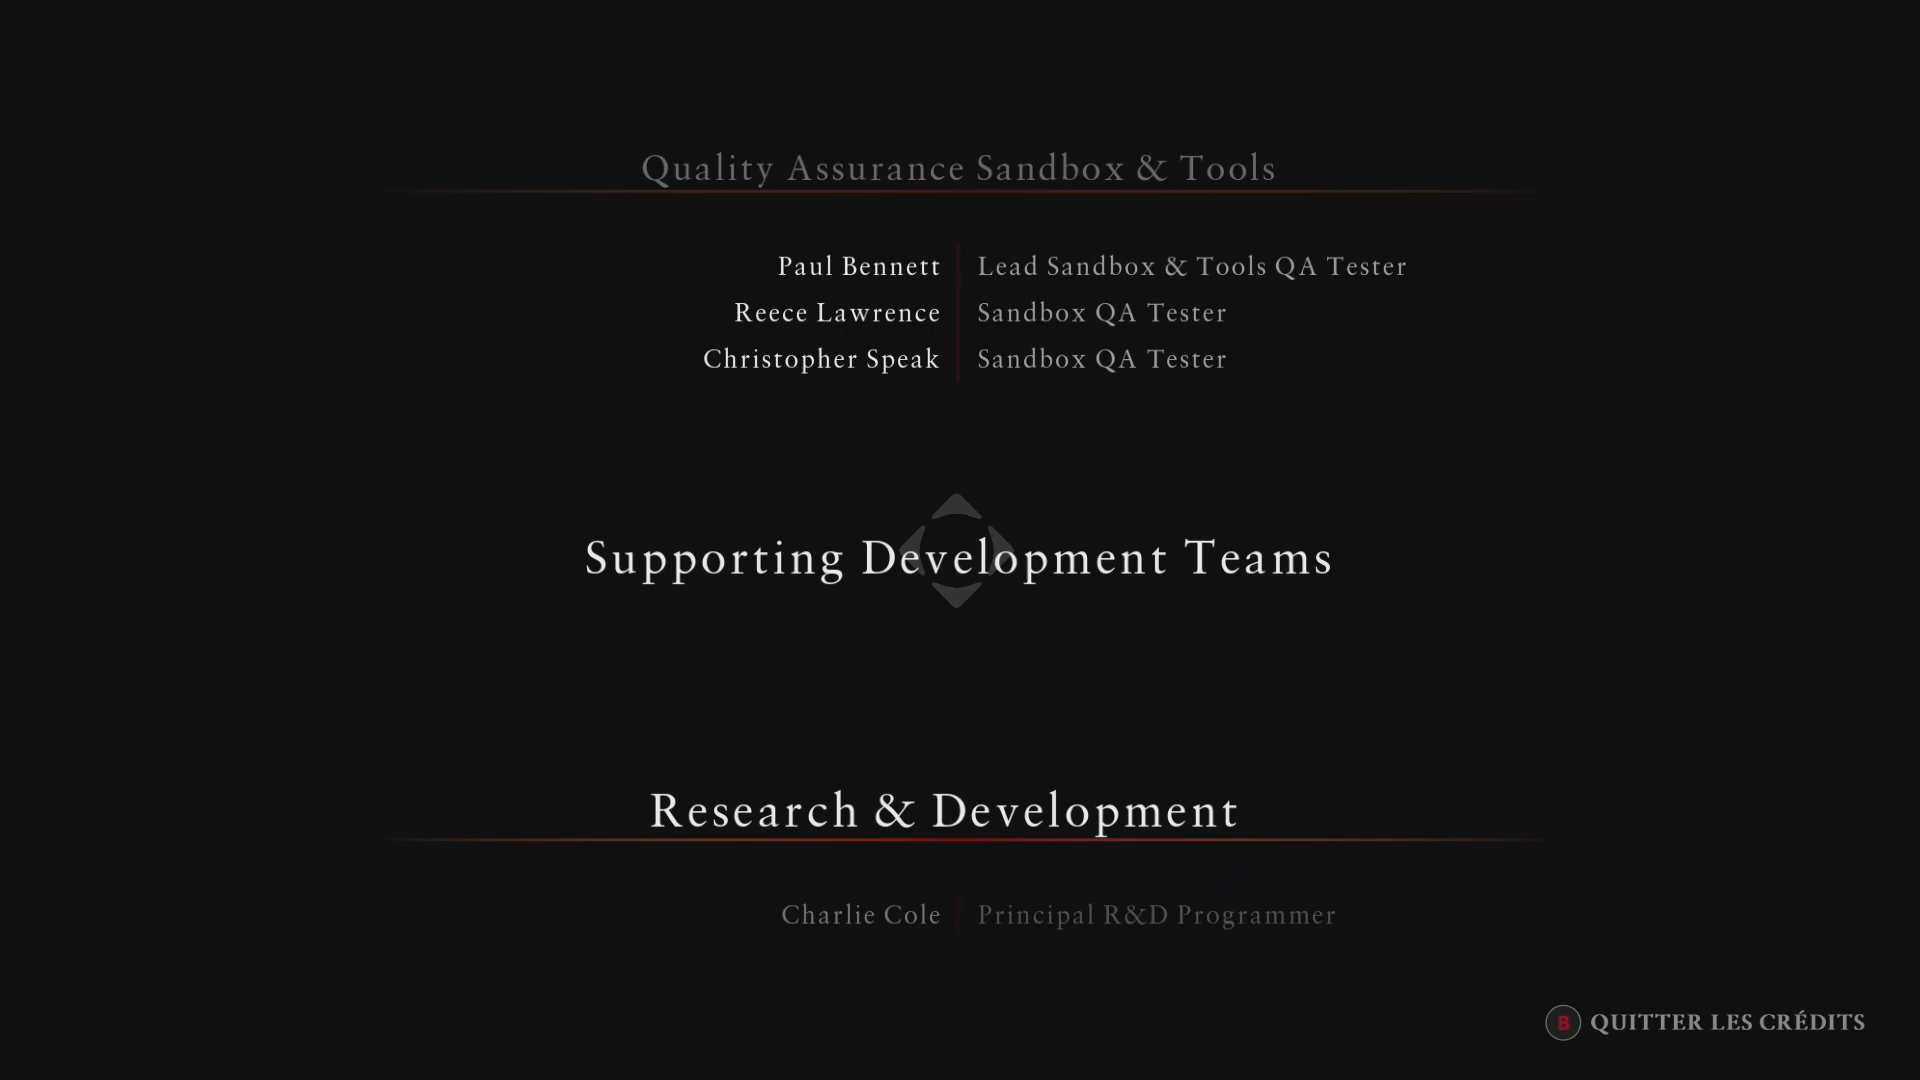 Quality Assurance Sandbox & Tools
Paul Bennett Lead Sandbox & Tools QA Tester
Reece Lawrence Sandbox QA Tester
Christopher Speak Sandbox QA Tester
Supporting Development Teams
Research & Development
Charlie Cole Principal R&D Programmer
B QUITTER LES CRÉDITS